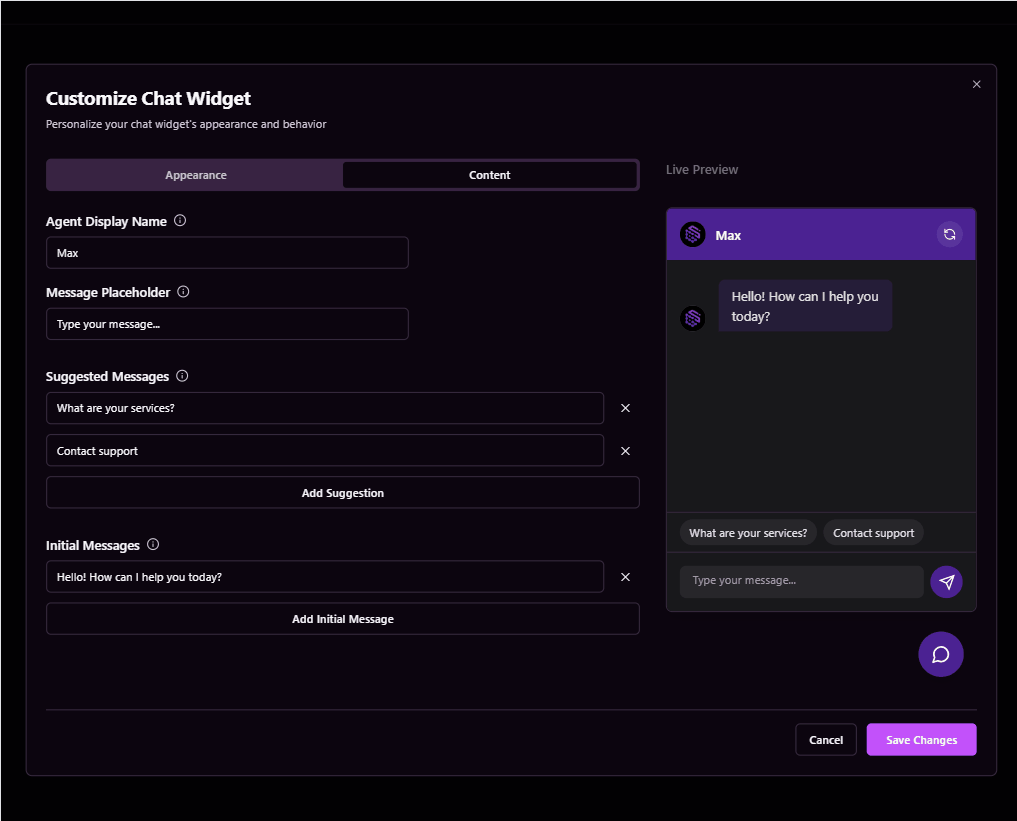 Customize Chat Widget
Personalize your chat widget's appearance and behavior
Appearance
Content
Agent Display Name
Max
Message Placeholder
Type your message...
Suggested Messages
What are your services?
Contact support
Add Suggestion
Initial Messages
Hello! How can I help you today?
Add Initial Message
Live Preview
Max
Hello! How can I help you
today?
What are your services?
Contact support
Type your message...
Cancel
Save Changes